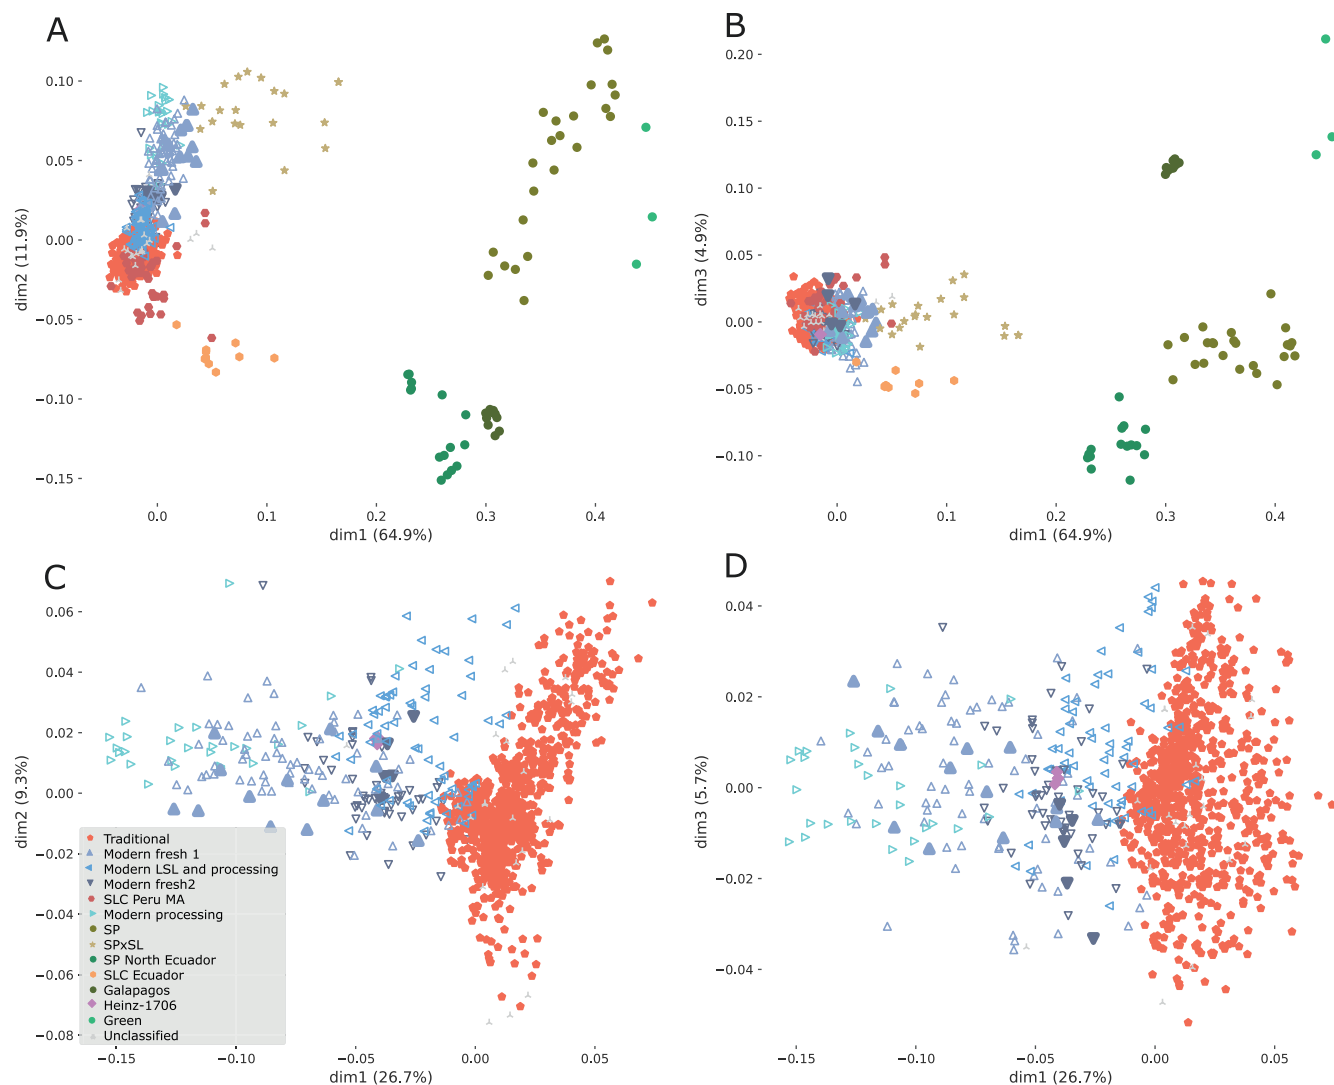 A
0.10
0.05
0.00
−0.05
−0.10
−0.15
dim2 (11.9%)
0.0
0.1
0.2
0.3
0.4
dim1 (64.9%)
B
0.20
0.15
0.10
0.05
0.00
−0.05
−0.10
dim3 (4.9%)
0.0
0.1
0.2
0.3
0.4
dim1 (64.9%)
C
0.06
0.04
0.02
0.00
−0.02
−0.04
−0.06
−0.08
dim2 (9.3%)
Traditional
Modern fresh 1
Modern LSL and processing
Modern fresh2
SLC Peru MA
Modern processing
SP
SPxSL
SP North Ecuador
SLC Ecuador
Galapagos
Heinz-1706
Green
Unclassified
−0.15
−0.10
−0.05
0.00
0.05
dim1 (26.7%)
D
0.04
0.02
0.00
−0.02
−0.04
dim3 (5.7%)
−0.15
−0.10
−0.05
0.00
0.05
dim1 (26.7%)